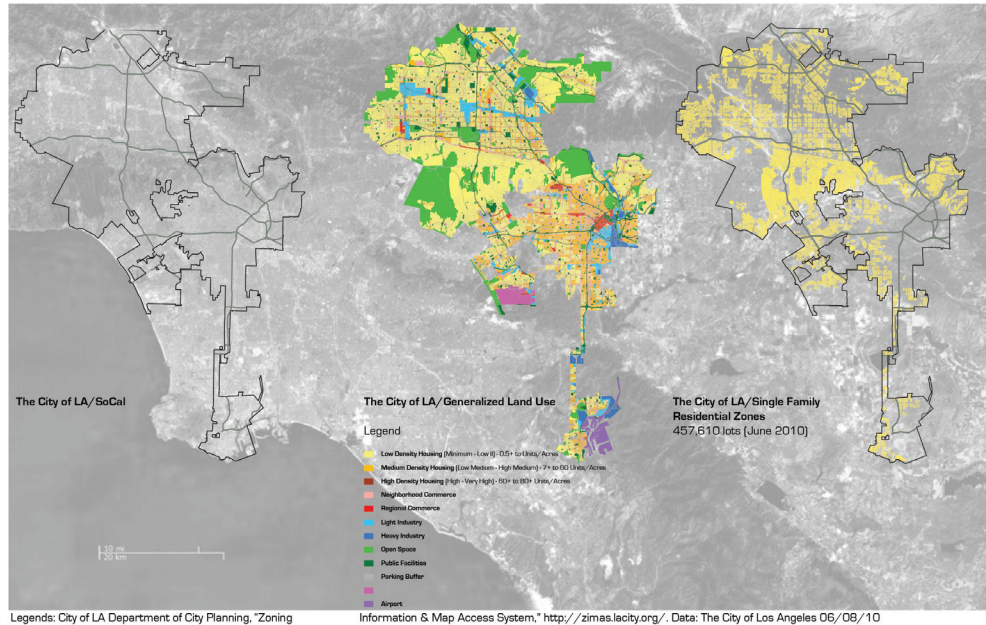 The City of LA/SoCal
10 mi
20 km
The City of LA/Generalized Land Use
Legend
Low Density Housing (Minimum - Low II) - 0.5+ to Units/Acres
Medium Density Housing (Low Medium - High Medium) - 7+ to 60 Units/Acres
High Density Housing (High - Very High) - 60+ to 80+ Units/Acres
Neighborhood Commerce
Regional Commerce
Light Industry
Heavy Industry
Open Space
Public Facilities
Parking Buffer
Airport
The City of LA/Single Family
Residential Zones
457,610 lots (June 2010)
Legends: City of LA Department of City Planning, "Zoning Information & Map Access System," http://zimas.lacity.org/. Data: The City of Los Angeles 06/08/10